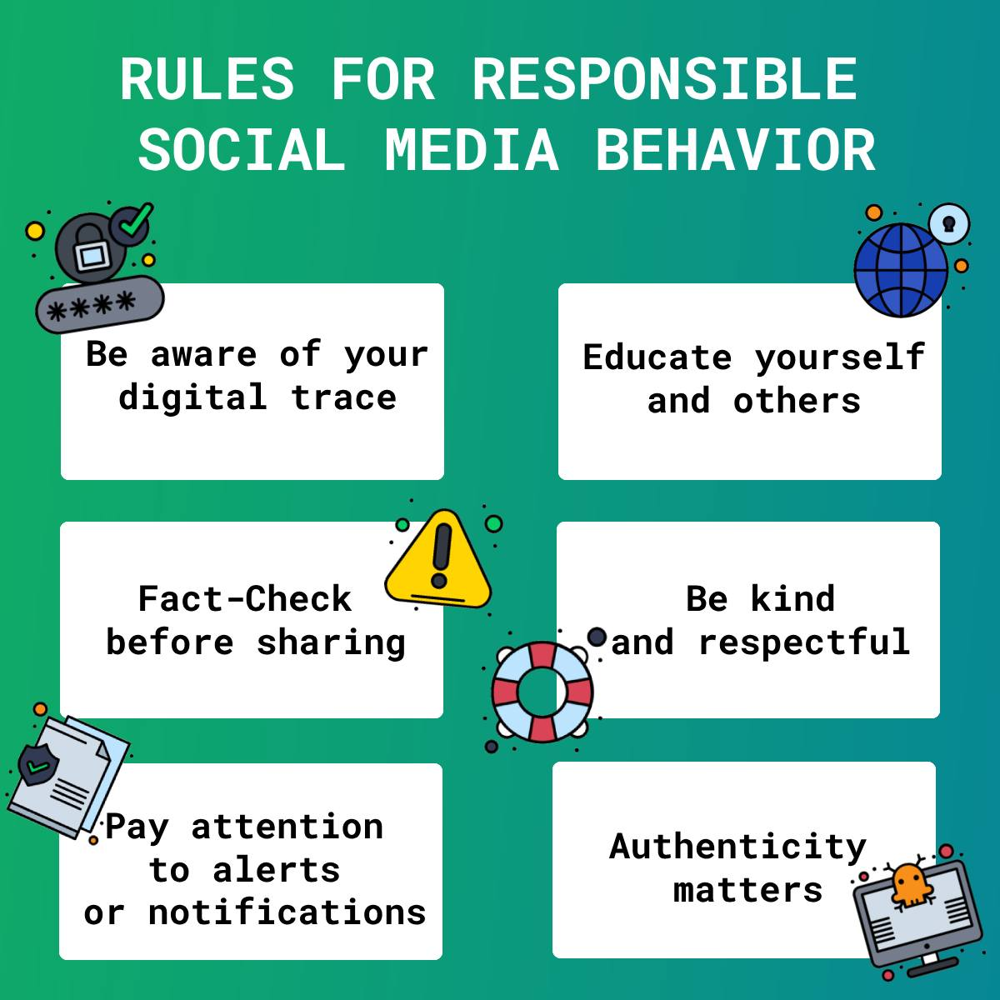 RULES FOR RESPONSIBLE
SOCIAL MEDIA BEHAVIOR
****
Be aware of your
digital trace
Educate yourself
and others
Fact-Check
before sharing
Be kind
and respectful
Pay attention
to alerts
or notifications
Authenticity
matters